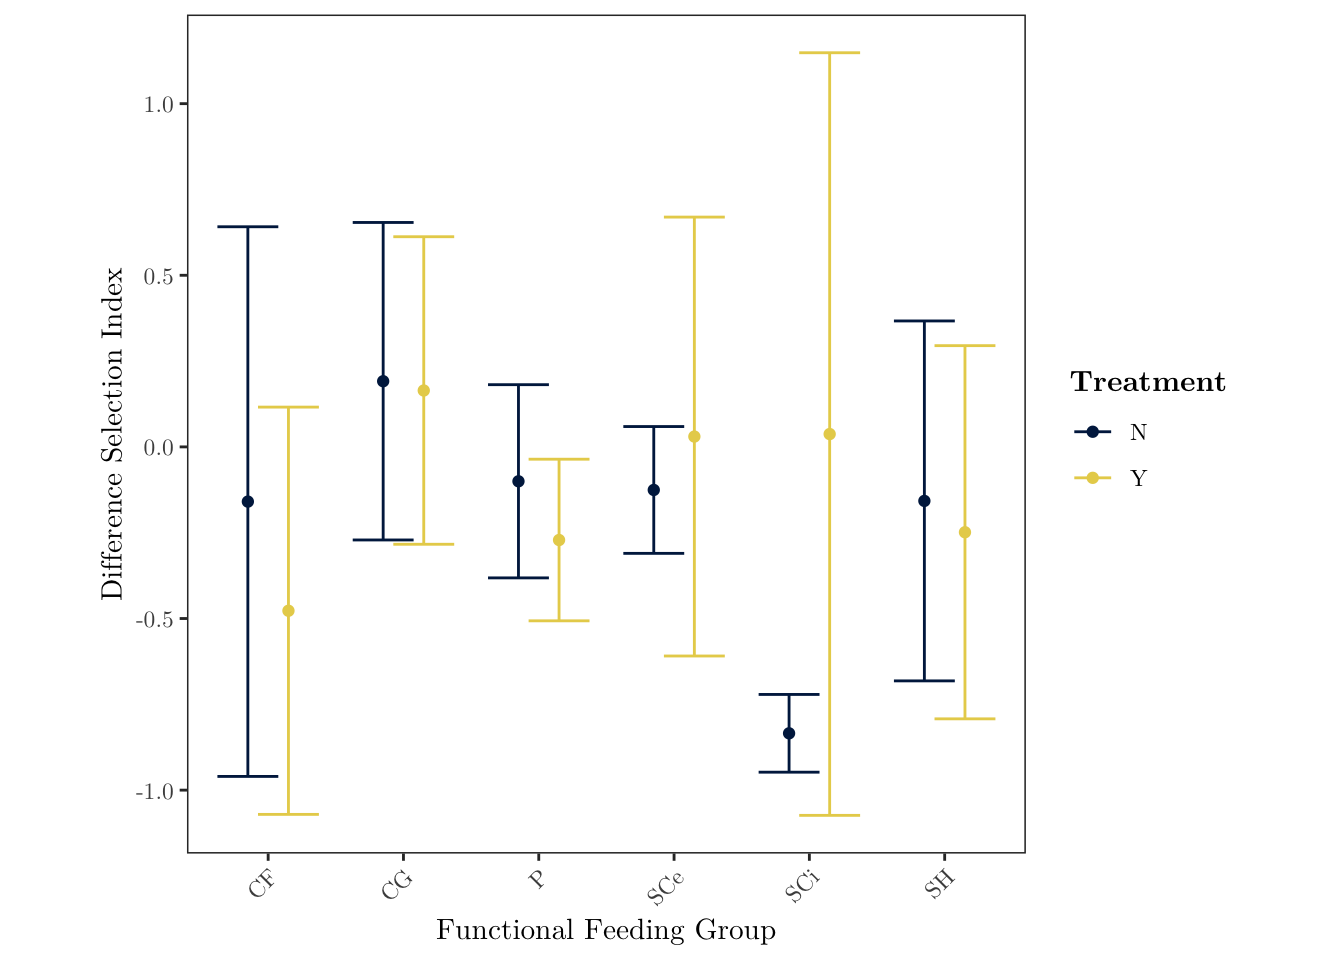 Difference Selection Index
1.0
0.5
0.0
-0.5
-1.0
CF
CG
P
SCe
SCi
SH
Functional Feeding Group
Treatment
N
Y